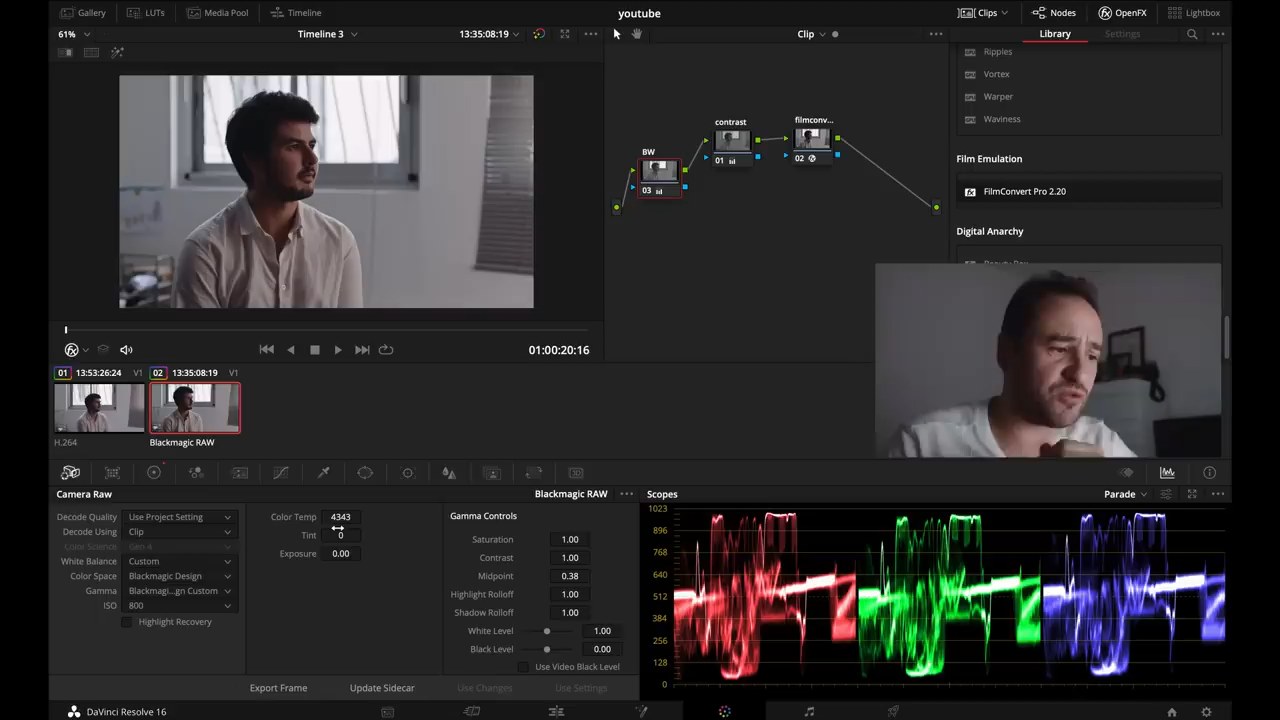 Gallery LUTs Media Pool Timeline youtube Clips Nodes OpenFX Lightbox
61% Timeline 3 13:35:08:19 Clip Library Settings
Ripples
Vortex
Warper
Waviness
contrast filmconv...
01 02
BW
03
Film Emulation
FilmConvert Pro 2.20
Digital Anarchy
01:00:20:16
01 13:53:26:24 V1 02 13:35:08:19 V1
H.264 Blackmagic RAW
Camera Raw Blackmagic RAW
Decode Quality Use Project Setting
Decode Using Clip
Color Science Gen 4
White Balance Custom
Color Space Blackmagic Design
Gamma Blackmagi...gn Custom
ISO 800
Highlight Recovery
Color Temp 4343
Tint 0
Exposure 0.00
Gamma Controls
Saturation 1.00
Contrast 1.00
Midpoint 0.38
Highlight Rolloff 1.00
Shadow Rolloff 1.00
White Level 1.00
Black Level 0.00
Use Video Black Level
Export Frame Update Sidecar Use Changes Use Settings
Scopes Parade
1023
896
768
640
512
384
256
128
0
DaVinci Resolve 16